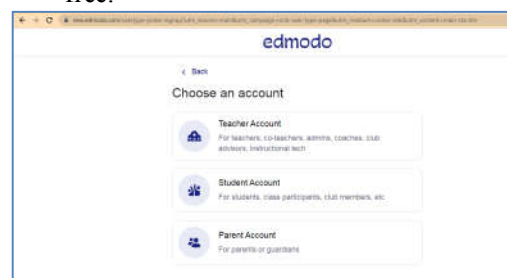 free.
edmodo
Back
Choose an account
Teacher Account
For teachers, co-teachers, admins, coaches, club
advisors, instructional tech
Student Account
For students, class participants, club members, etc
Parent Account
For parents or guardians